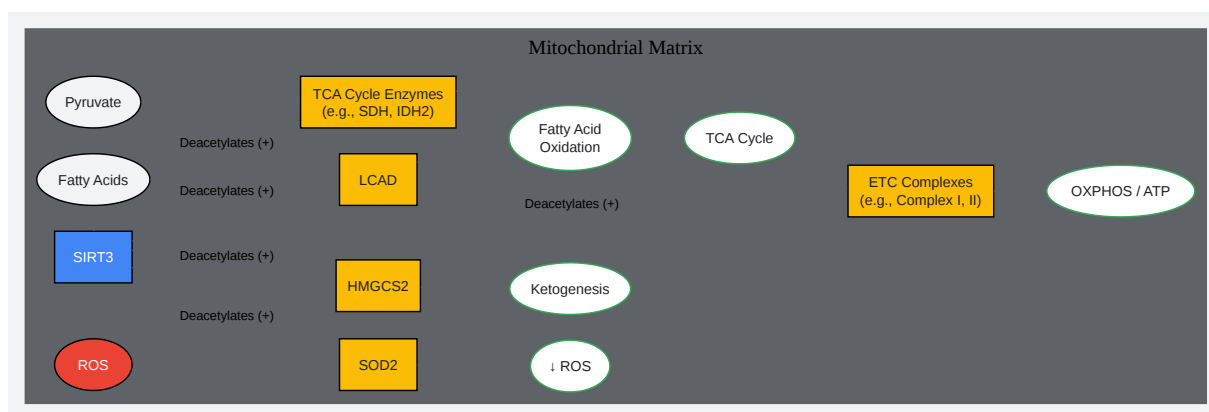 Mitochondrial Matrix
Pyruvate
TCA Cycle Enzymes
(e.g., SDH, IDH2)
Fatty Acid
Oxidation
TCA Cycle
Deacetylates (+)
Fatty Acids
LCAD
Deacetylates (+)
Deacetylates (+)
ETC Complexes
(e.g., Complex I, II)
OXPHOS / ATP
SIRT3
Deacetylates (+)
HMGCS2
Ketogenesis
Deacetylates (+)
ROS
SOD2
↓ ROS